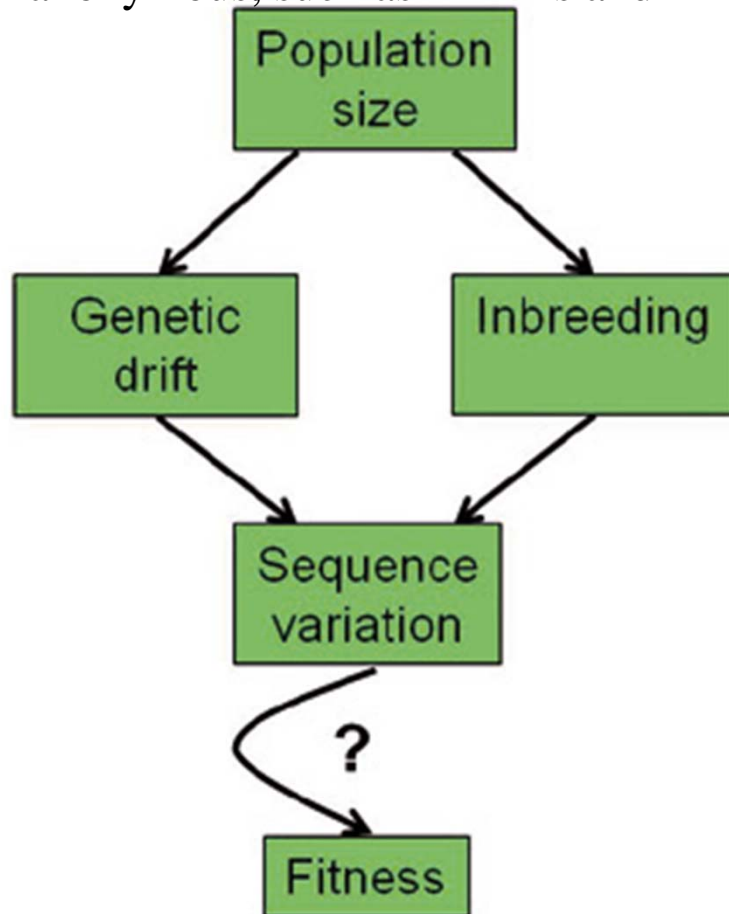 Population
size
Genetic
drift
Inbreeding
Sequence
variation
?
Fitness